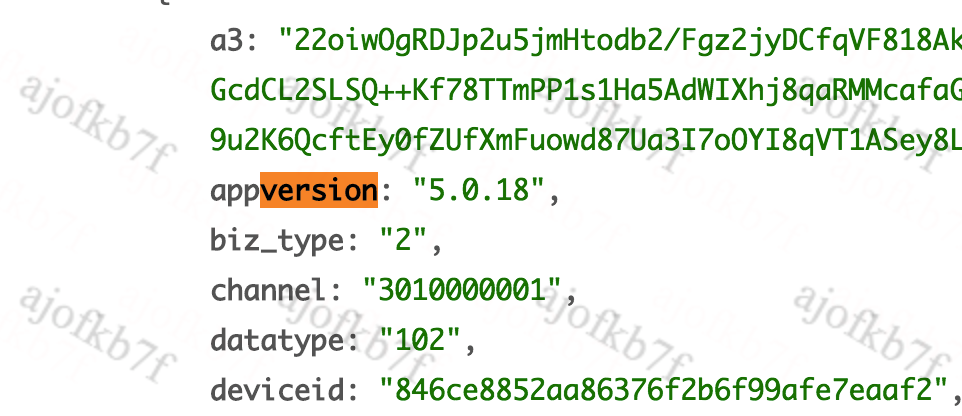 a3: "22oiwOgRDJp2u5jmHtodb2/Fgz2jyDCfqVF818Ak
GcdCL2SLSQ++Kf78TTmPP1s1Ha5AdWIXhj8qaRMMcafaG
9u2K6QcftEy0fZUfXmFuowd87Ua3I7oOYI8qVT1ASey8L
appversion: "5.0.18",
biz_type: "2",
channel: "3010000001",
datatype: "102",
deviceid: "846ce8852aa86376f2b6f99afe7eaaf2",
ajofkb7f
ajofkb7f
ajofkb7f
ajofkb7f
ajofkb7f
ajofkb7f